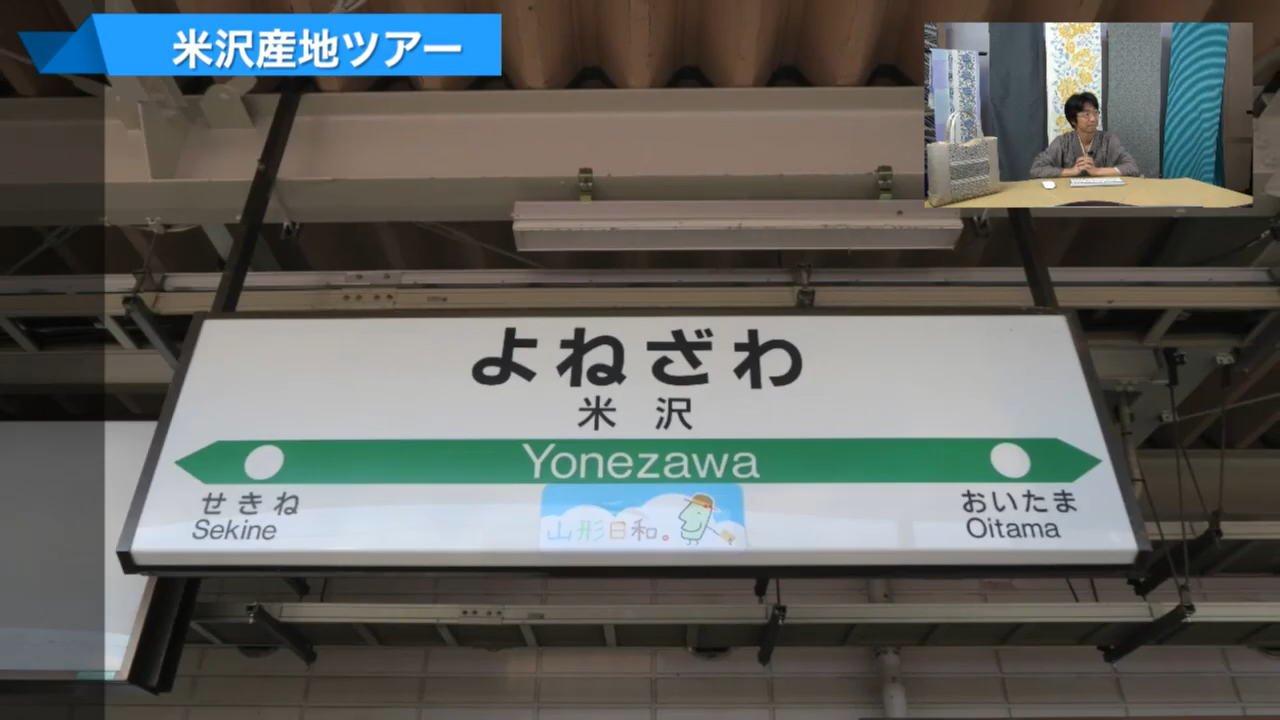 米沢産地ツアー
よねざわ
米沢
Yonezawa
せきね
Sekine
おいたま
Oitama
山形日和。